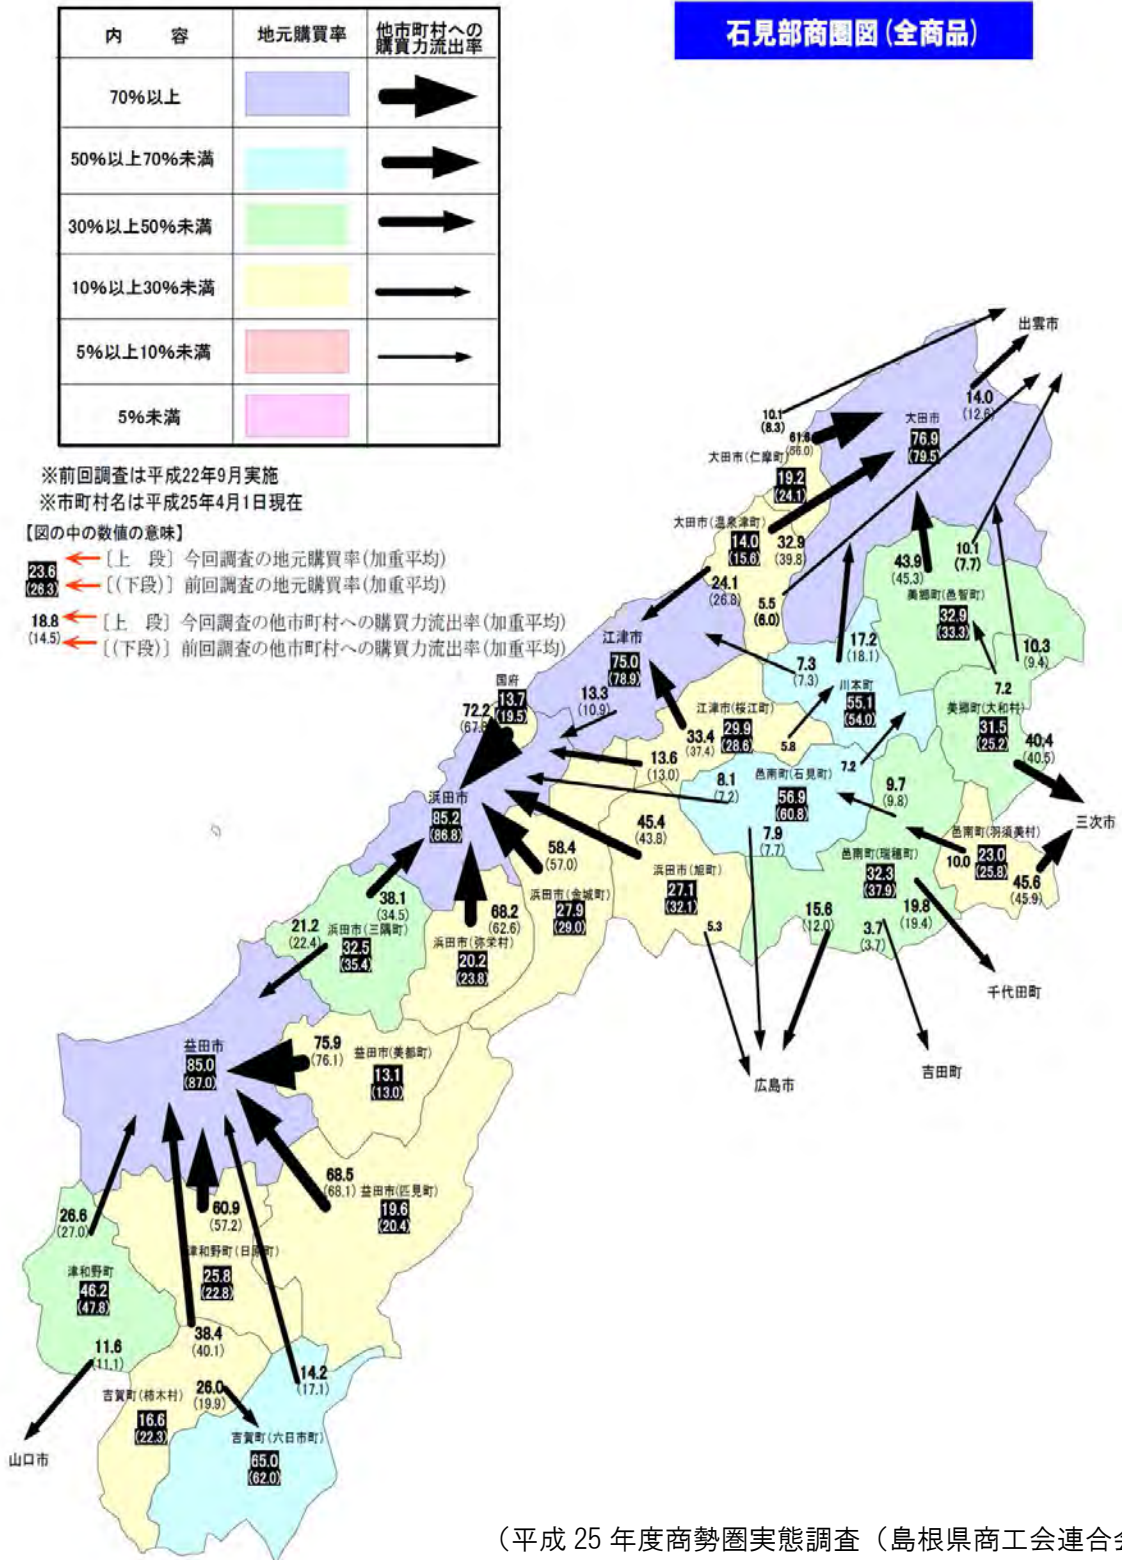 石見部商圏図(全商品)
内 容
地元購買率
他市町村への
購買力流出率
70%以上
50%以上70%未満
30%以上50%未満
10%以上30%未満
5%以上10%未満
5%未満
※前回調査は平成22年9月実施
※市町村名は平成25年4月1日現在
【図の中の数値の意味】
23.6
(26.3)
〔上 段〕今回調査の地元購買率(加重平均)
〔(下段)〕前回調査の地元購買率(加重平均)
18.8
(14.5)
〔上 段〕今回調査の他市町村への購買力流出率(加重平均)
〔(下段)〕前回調査の他市町村への購買力流出率(加重平均)
出雲市
14.0
(12.6)
10.1
(8.3)
大田市
76.9
(79.5)
61.6
(56.0)
大田市(仁摩町)
19.2
(24.1)
大田市(温泉津町)
14.0
(15.6)
32.9
(39.8)
24.1
(26.8)
5.5
(6.0)
43.9
(45.3)
10.1
(7.7)
美郷町(邑智町)
32.9
(33.3)
10.3
(9.4)
7.2
美郷町(大和村)
31.5
(25.2)
40.4
(40.5)
三次市
17.2
(18.1)
川本町
55.1
(54.0)
7.3
(7.3)
江津市
75.0
(78.9)
13.3
(10.9)
国府
13.7
(19.5)
72.2
江津市(桜江町)
29.9
(28.6)
33.4
(37.4)
5.8
13.6
(13.0)
8.1
(7.2)
邑南町(石見町)
56.9
(60.8)
7.2
7.9
(7.7)
9.7
(9.8)
邑南町(羽須美村)
23.0
(25.8)
10.0
45.6
(45.9)
邑南町(瑞穂町)
32.3
(37.9)
19.8
(19.4)
15.6
(12.0)
3.7
(3.7)
千代田町
吉田町
広島市
浜田市
85.2
(86.8)
45.4
(43.8)
浜田市(旭町)
27.1
(32.1)
5.3
58.4
(57.0)
浜田市(金城町)
27.9
(29.0)
68.2
(62.6)
浜田市(弥栄村)
20.2
(23.8)
38.1
(34.5)
浜田市(三隅町)
32.5
(35.4)
21.2
(22.4)
益田市
85.0
(87.0)
75.9
(76.1)
益田市(美都町)
13.1
(13.0)
68.5
(68.1)
益田市(匹見町)
19.6
(20.4)
60.9
(57.2)
津和野町(日原町)
25.8
(22.8)
26.6
(27.0)
津和野町
46.2
(47.8)
11.6
(11.1)
山口市
38.4
(40.1)
吉賀町(柿木村)
16.6
(22.3)
26.0
(19.9)
14.2
(17.1)
吉賀町(六日市町)
65.0
(62.0)
(平成 25 年度商勢圏実態調査(島根県商工会連合会